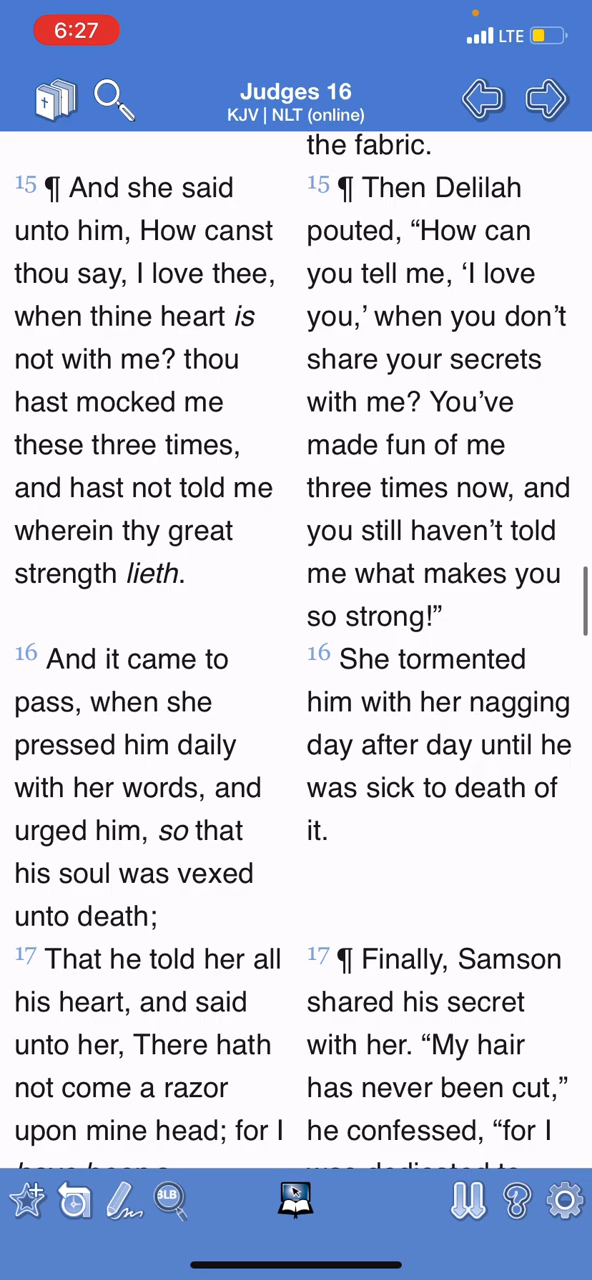 6:27
LTE
Judges 16
KJV | NLT (online)
the fabric.
15 ¶ And she said
unto him, How canst
thou say, I love thee,
when thine heart is
not with me? thou
hast mocked me
these three times,
and hast not told me
wherein thy great
strength lieth.
15 ¶ Then Delilah
pouted, “How can
you tell me, ‘I love
you,’ when you don’t
share your secrets
with me? You’ve
made fun of me
three times now, and
you still haven’t told
me what makes you
so strong!”
16 And it came to
pass, when she
pressed him daily
with her words, and
urged him, so that
his soul was vexed
unto death;
16 She tormented
him with her nagging
day after day until he
was sick to death of
it.
17 That he told her all
his heart, and said
unto her, There hath
not come a razor
upon mine head; for I
have been a
17 ¶ Finally, Samson
shared his secret
with her. “My hair
has never been cut,”
he confessed, “for I
was dedicated to
BLB